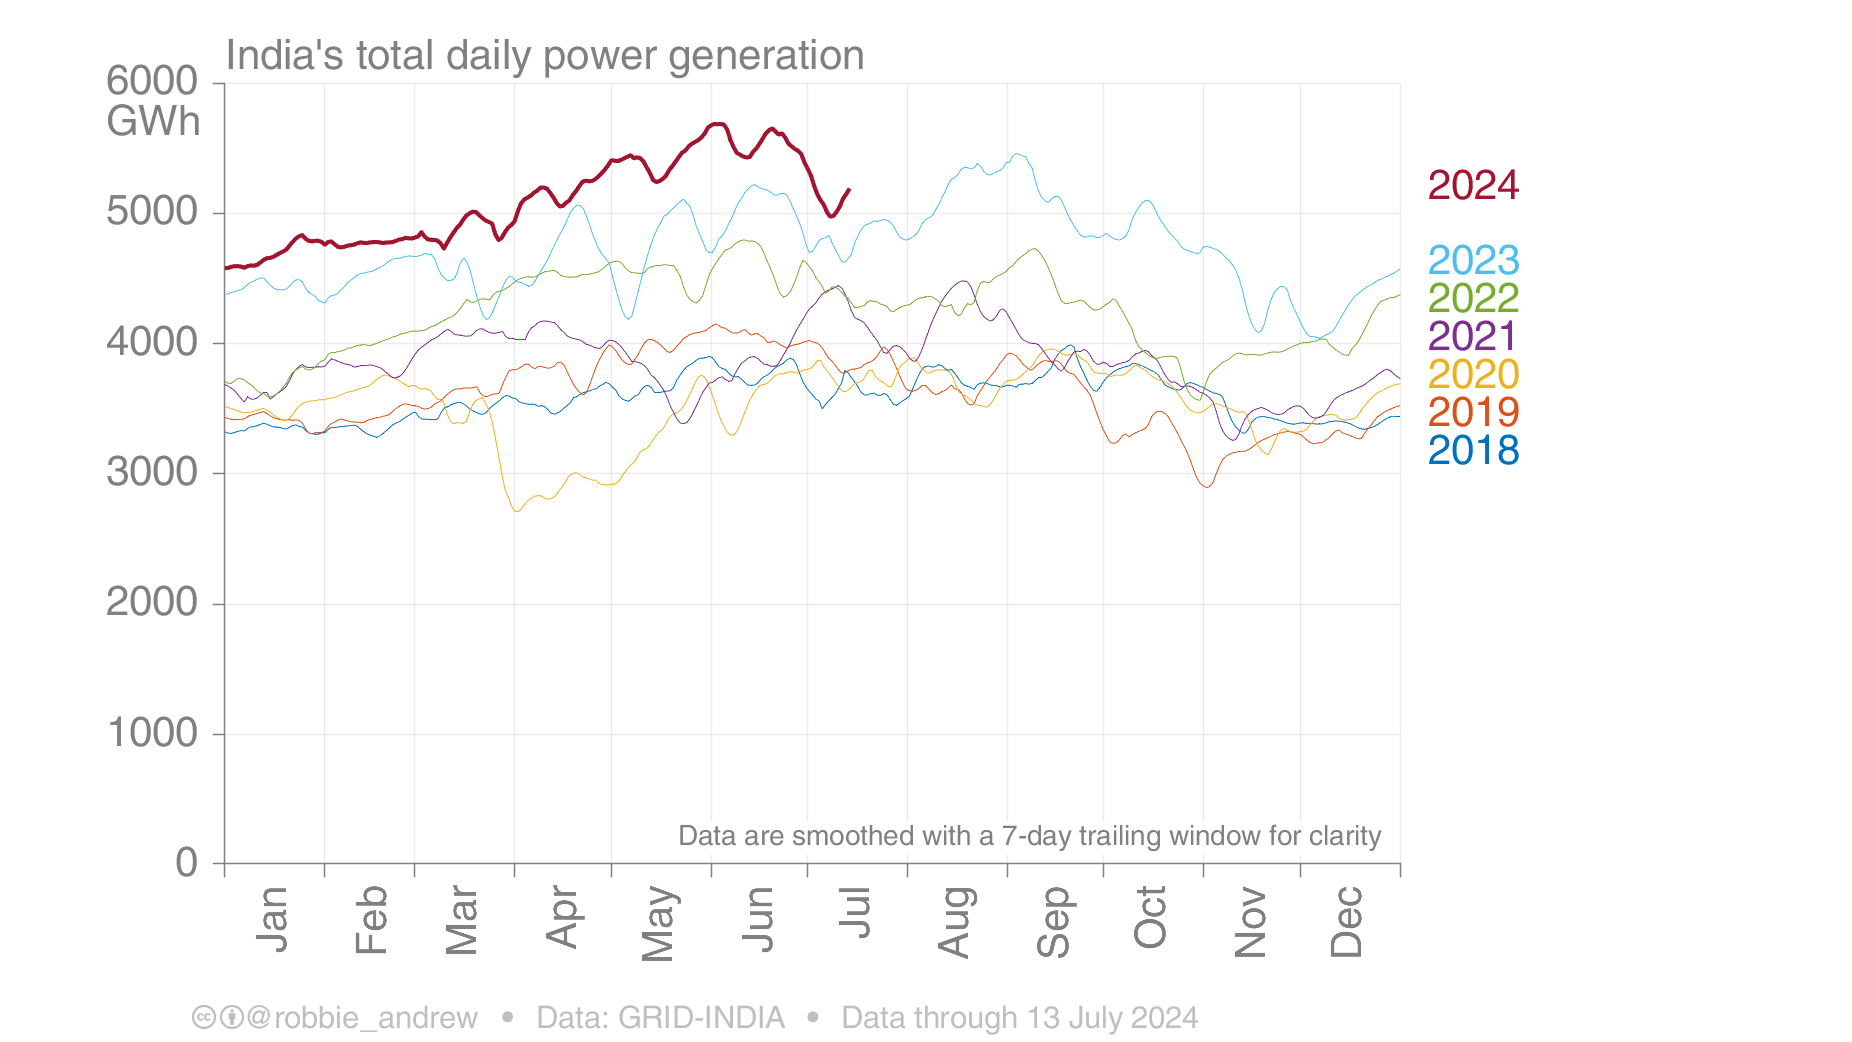 India's total daily power generation
6000
GWh
5000
4000
3000
2000
1000
0
2024
2023
2022
2021
2020
2019
2018
Data are smoothed with a 7-day trailing window for clarity
Jan Feb Mar Apr May Jun Jul Aug Sep Oct Nov Dec
@robbie_andrew • Data: GRID-INDIA • Data through 13 July 2024